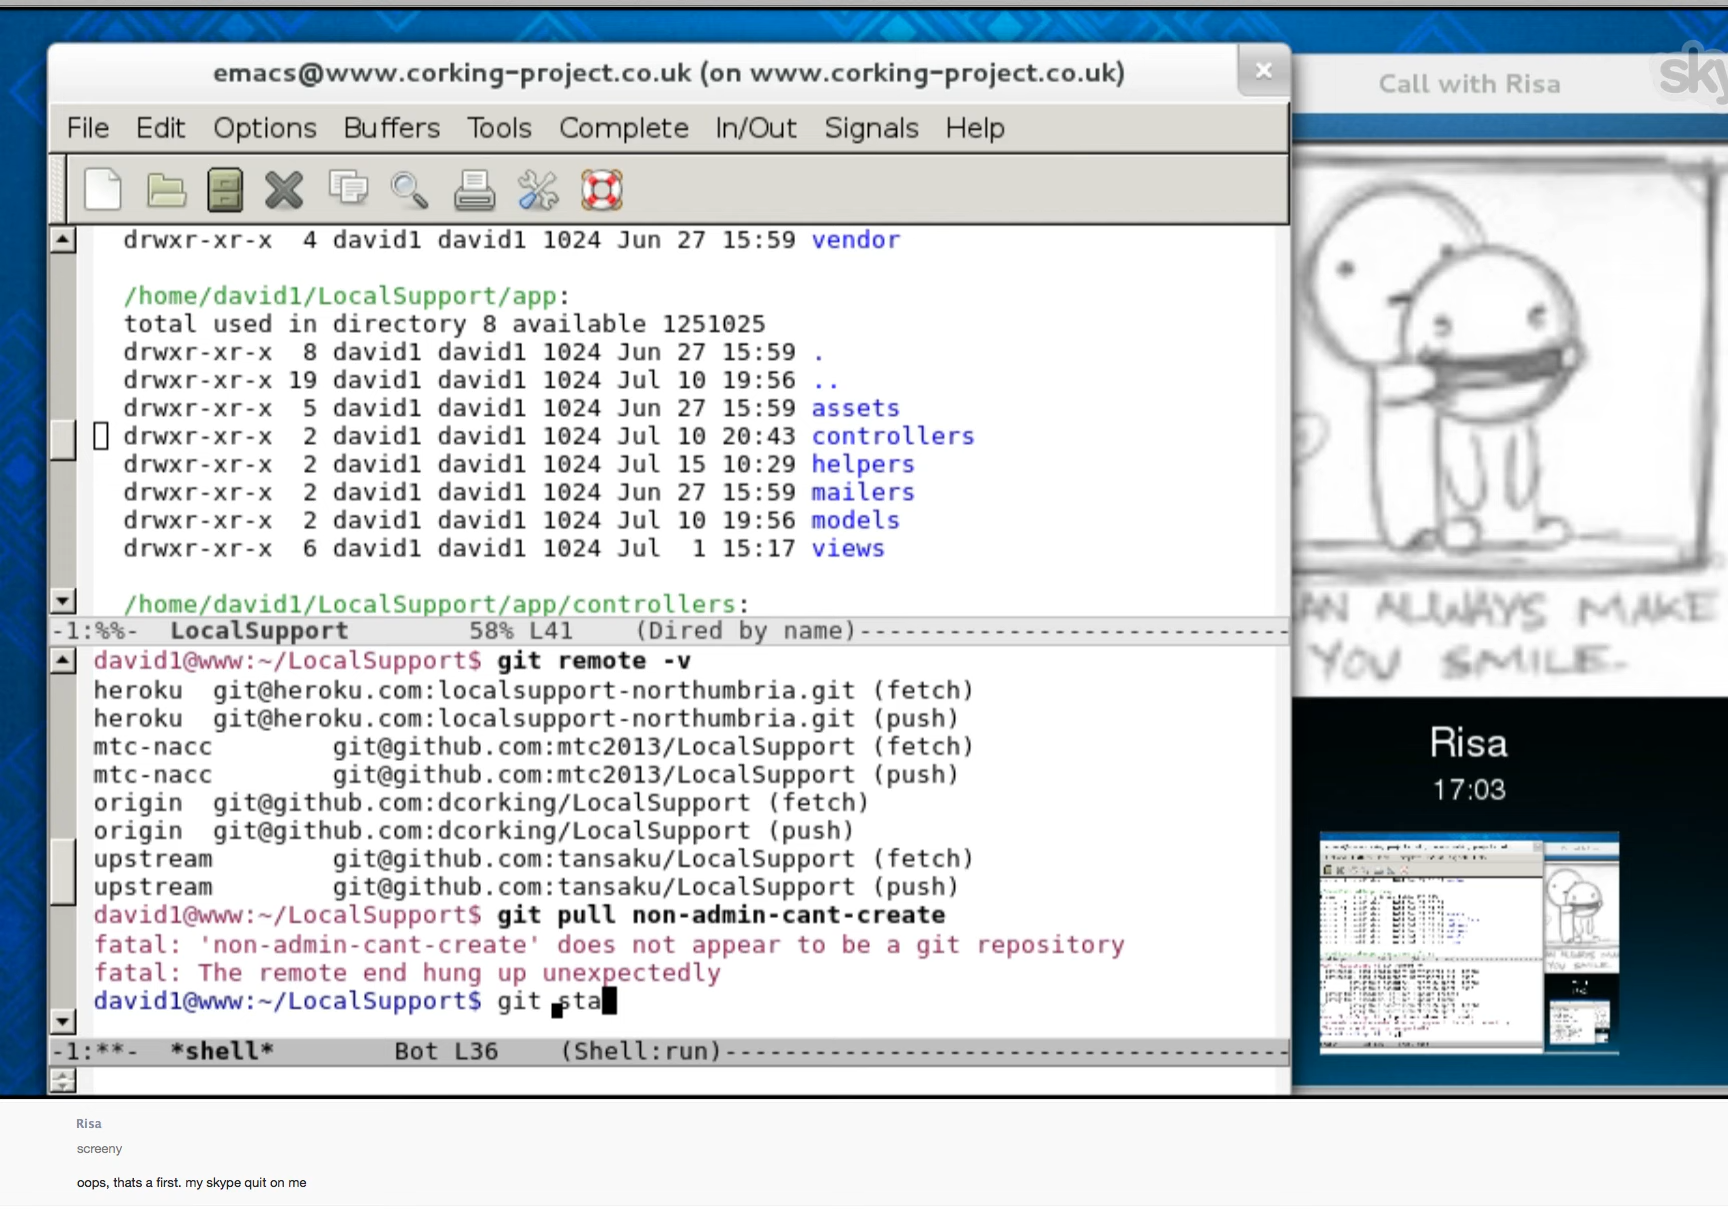 emacs@www.corking-project.co.uk (on www.corking-project.co.uk)
Call with Risa
sky
File Edit Options Buffers Tools Complete In/Out Signals Help
drwxr-xr-x 4 david1 david1 1024 Jun 27 15:59 vendor
/home/david1/LocalSupport/app:
total used in directory 8 available 1251025
drwxr-xr-x 8 david1 david1 1024 Jun 27 15:59 .
drwxr-xr-x 19 david1 david1 1024 Jul 10 19:56 ..
drwxr-xr-x 5 david1 david1 1024 Jun 27 15:59 assets
drwxr-xr-x 2 david1 david1 1024 Jul 10 20:43 controllers
drwxr-xr-x 2 david1 david1 1024 Jul 15 10:29 helpers
drwxr-xr-x 2 david1 david1 1024 Jun 27 15:59 mailers
drwxr-xr-x 2 david1 david1 1024 Jul 10 19:56 models
drwxr-xr-x 6 david1 david1 1024 Jul 1 15:17 views
/home/david1/LocalSupport/app/controllers:
-1:%%- LocalSupport 58% L41 (Dired by name)-----------------------------
david1@www:~/LocalSupport$ git remote -v
heroku git@heroku.com:localsupport-northumbria.git (fetch)
heroku git@heroku.com:localsupport-northumbria.git (push)
mtc-nacc git@github.com:mtc2013/LocalSupport (fetch)
mtc-nacc git@github.com:mtc2013/LocalSupport (push)
origin git@github.com:dcorking/LocalSupport (fetch)
origin git@github.com:dcorking/LocalSupport (push)
upstream git@github.com:tansaku/LocalSupport (fetch)
upstream git@github.com:tansaku/LocalSupport (push)
david1@www:~/LocalSupport$ git pull non-admin-cant-create
fatal: 'non-admin-cant-create' does not appear to be a git repository
fatal: The remote end hung up unexpectedly
david1@www:~/LocalSupport$ git sta
-1:**- *shell* Bot L36 (Shell:run)--------------------------------------
AN ALWAYS MAKE
YOU SMILE.
Risa
17:03
Risa
screeny
oops, thats a first. my skype quit on me